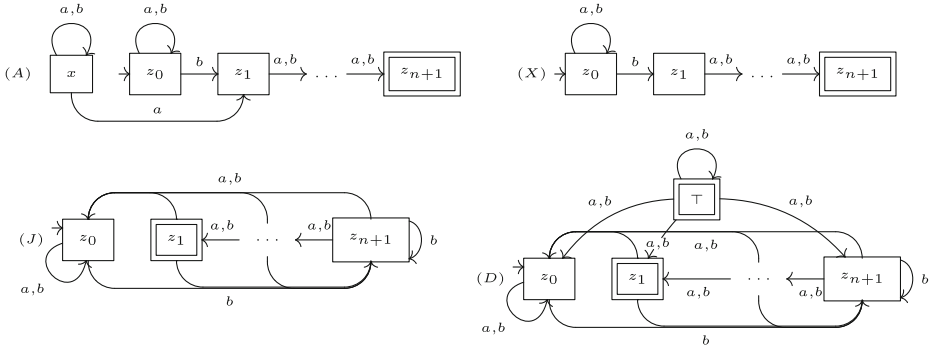 a,b a,b a,b
(A) x z0 b z1 a,b ... a,b zn+1 (X) z0 b z1 a,b ... a,b zn+1
a
a,b
a,b a,b ⊤ a,b
(J) z0 z1 a,b ... a,b zn+1 b
a,b a,b
a,b b (D) z0 z1 a,b ... a,b zn+1 b
a,b b